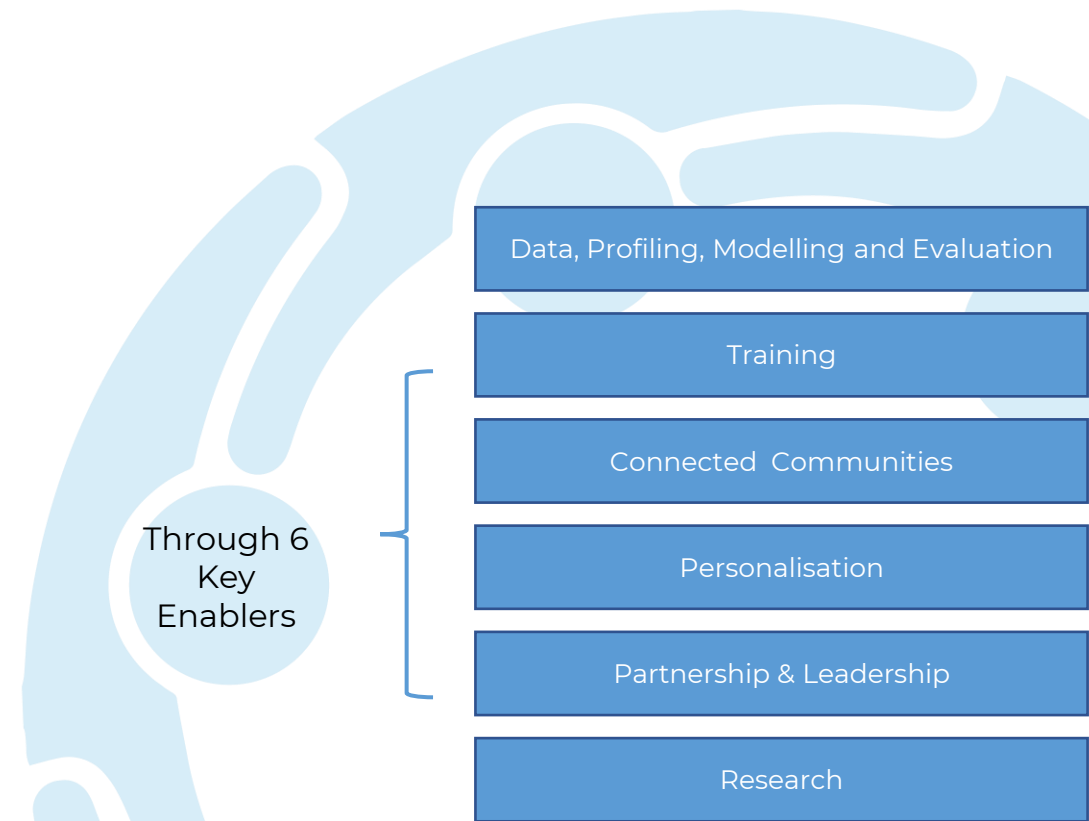 Data, Profiling, Modelling and Evaluation
Training
Connected  Communities
Through 6
Key
Enablers
Personalisation
Partnership & Leadership
Research